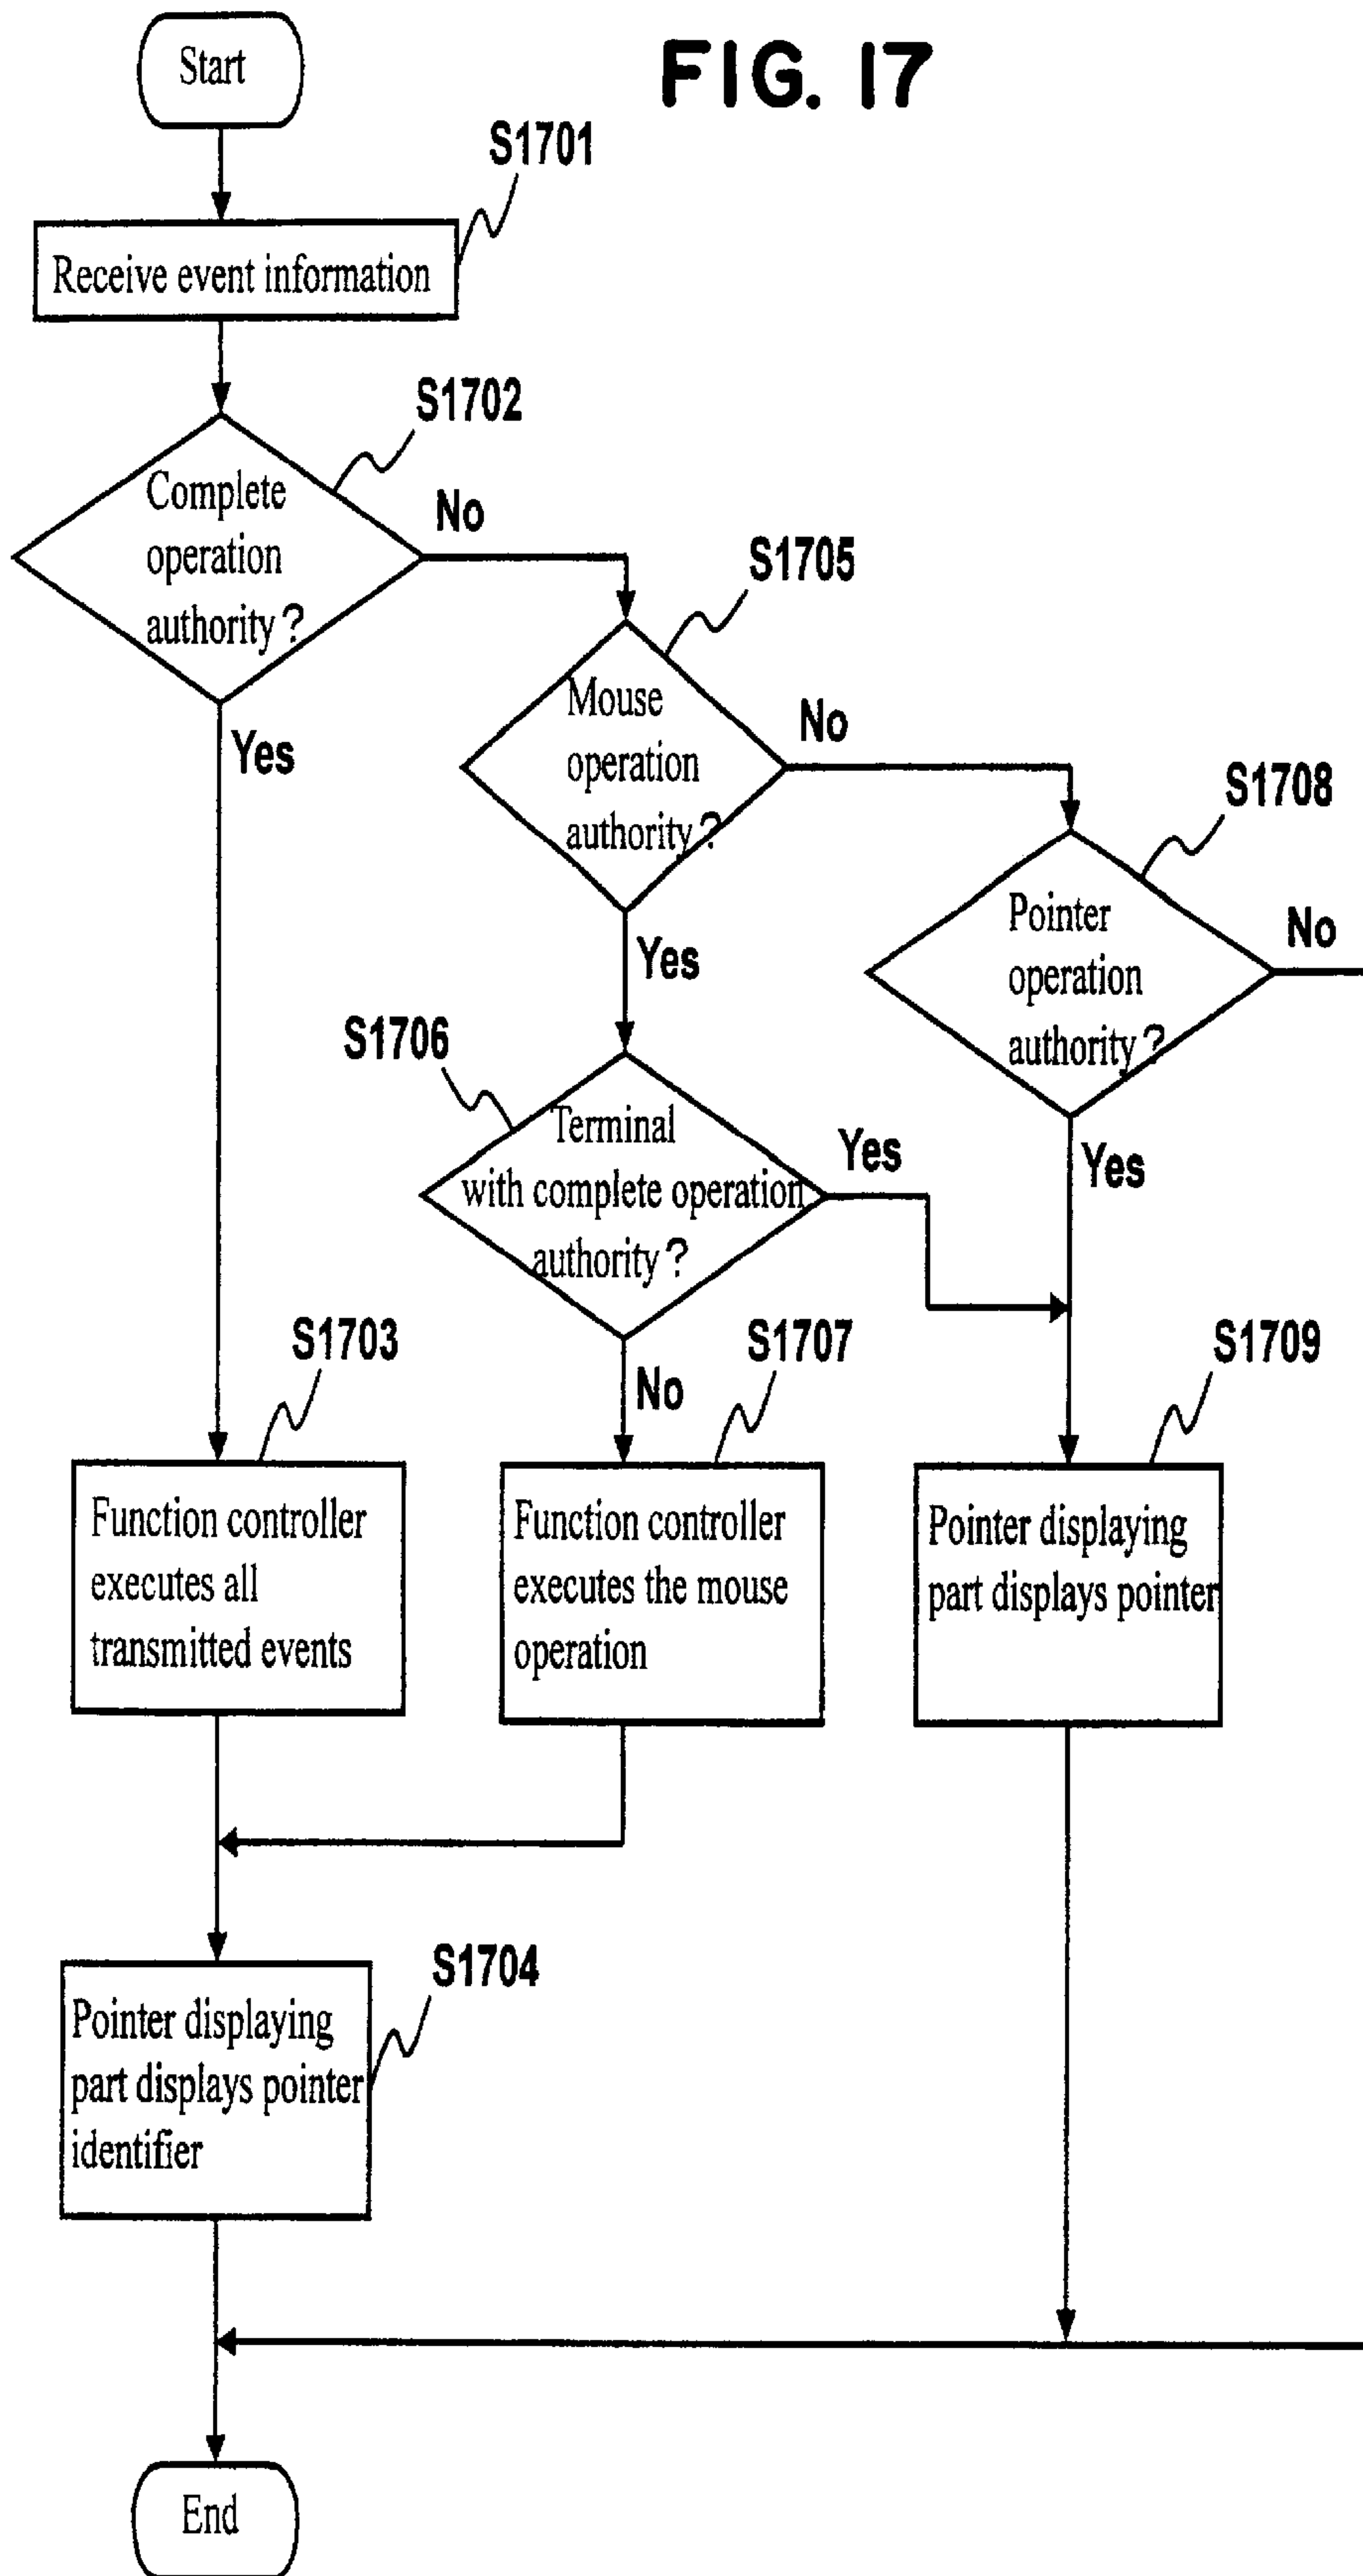 FIG. 17
Start
S1701
Receive event information
S1702
Complete
operation
authority?
No
Yes
S1705
Mouse
operation
authority?
No
Yes
S1708
Pointer
operation
authority?
No
Yes
S1706
Terminal
with complete operation
authority?
Yes
No
S1703
Function controller
executes all
transmitted events
S1707
Function controller
executes the mouse
operation
S1709
Pointer displaying
part displays pointer
S1704
Pointer displaying
part displays pointer
identifier
End